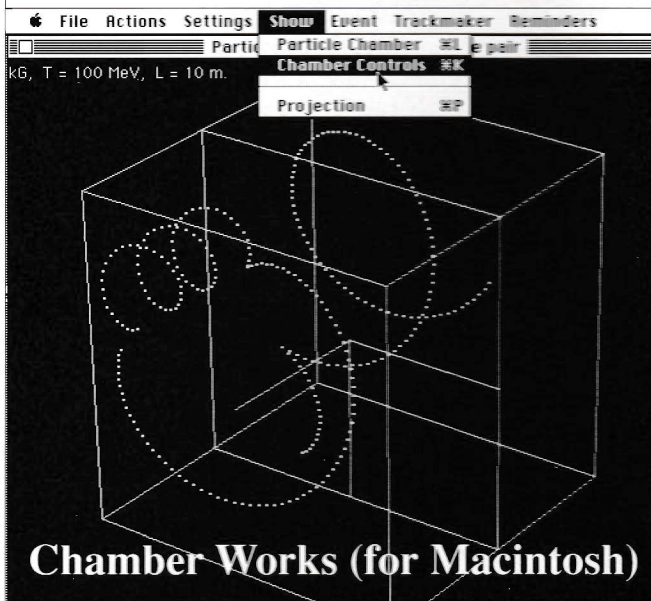 File Actions Settings Show Event Trackmaker Reminders
Partic e pair
Particle Chamber ⌘L
Chamber Controls ⌘K
Projection ⌘P
kG, T = 100 MeV, L = 10 m.
Chamber Works (for Macintosh)